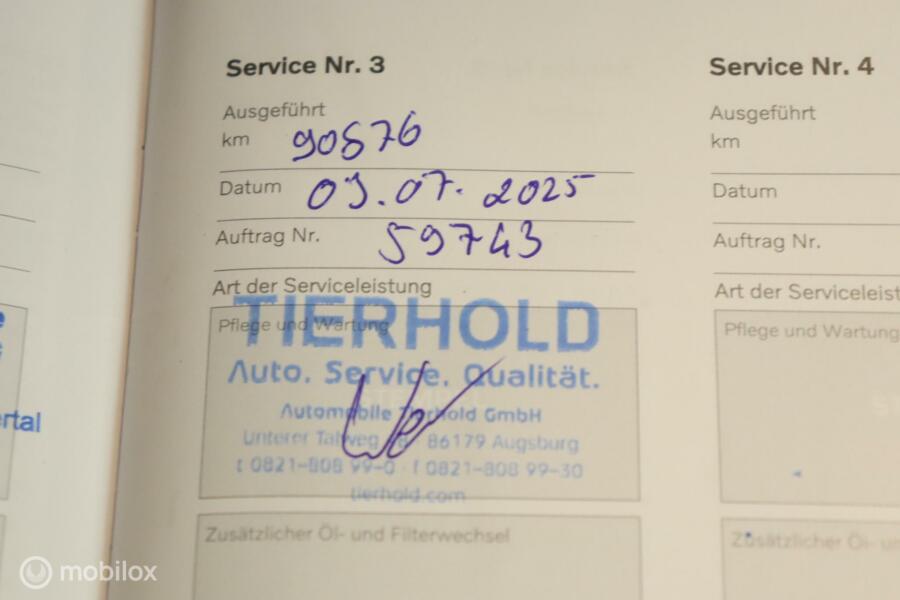 Service Nr. 3
Ausgeführt
km 90876
Datum 09.07.2025
Auftrag Nr. 59743
Art der Serviceleistung
Pflege und Wartung
TIERHOLD
Auto. Service. Qualität.
Automobile Tierhold GmbH
Unterer Talweg 86179 Augsburg
t 0821-808 99-0 · f 0821-808 99-30
tierhold.com
Zusätzlicher Öl- und Filterwechsel
Service Nr. 4
Ausgeführt
km
Datum
Auftrag Nr.
Art der Serviceleist
Pflege und Wartung
Zusätzlicher Öl- u
ertal
mobilox